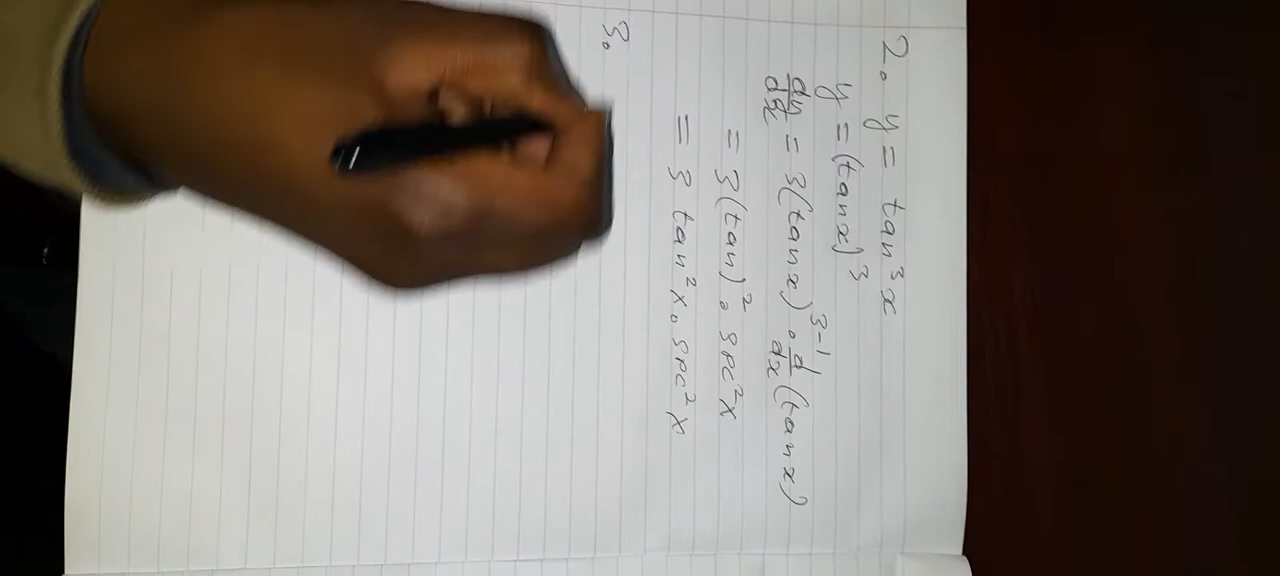 2. y = tan³x
y = (tanx)³
dy/dx = 3(tanx)³⁻¹ . d/dx (tanx)
= 3(tan)² . sec²x
= 3 tan²x . sec²x
3.